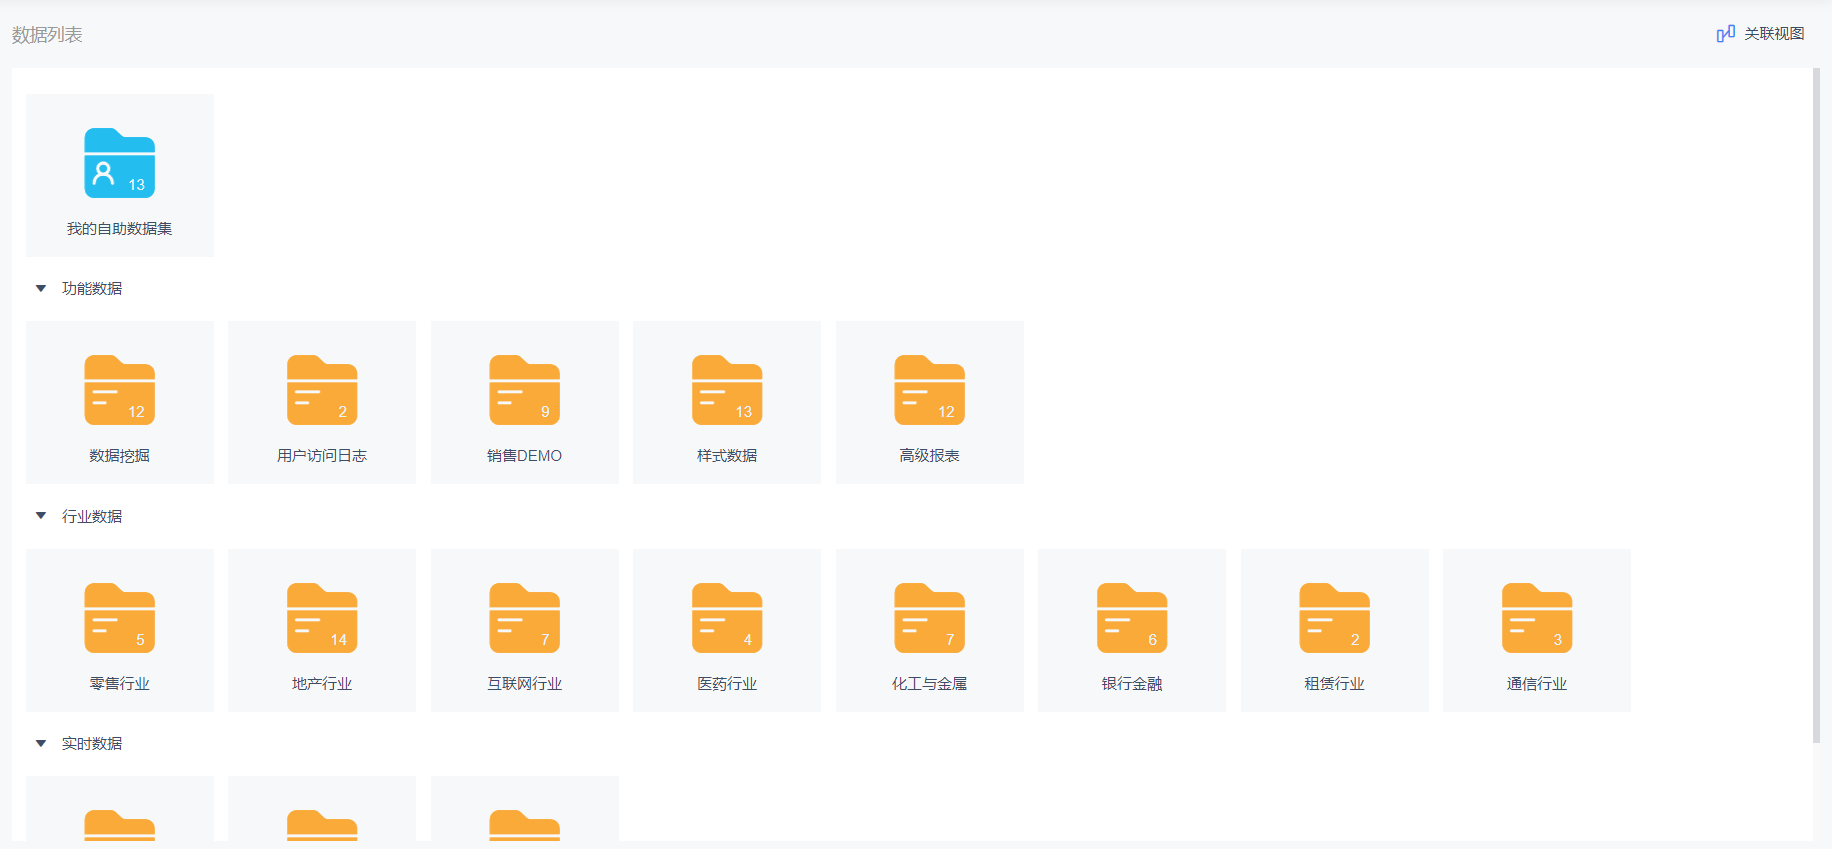 数据列表
关联视图
13
我的自助数据集
功能数据
12
2
9
13
12
数据挖掘
用户访问日志
销售DEMO
样式数据
高级报表
行业数据
5
14
7
4
7
6
2
3
零售行业
地产行业
互联网行业
医药行业
化工与金属
银行金融
租赁行业
通信行业
实时数据